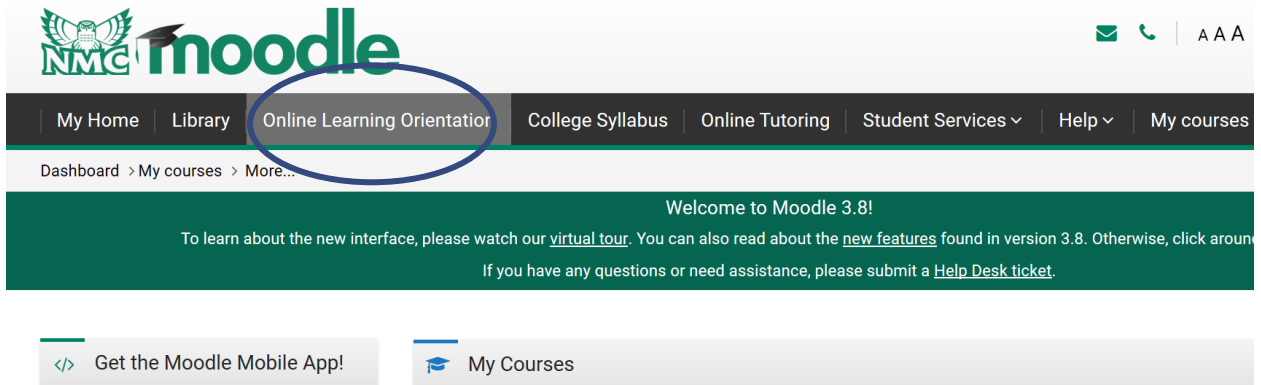 NMC moodle
A A A
My Home Library Online Learning Orientation College Syllabus Online Tutoring Student Services Help My courses
Dashboard > My courses > More...
Welcome to Moodle 3.8!
To learn about the new interface, please watch our virtual tour. You can also read about the new features found in version 3.8. Otherwise, click aroun
If you have any questions or need assistance, please submit a Help Desk ticket.
</> Get the Moodle Mobile App! My Courses